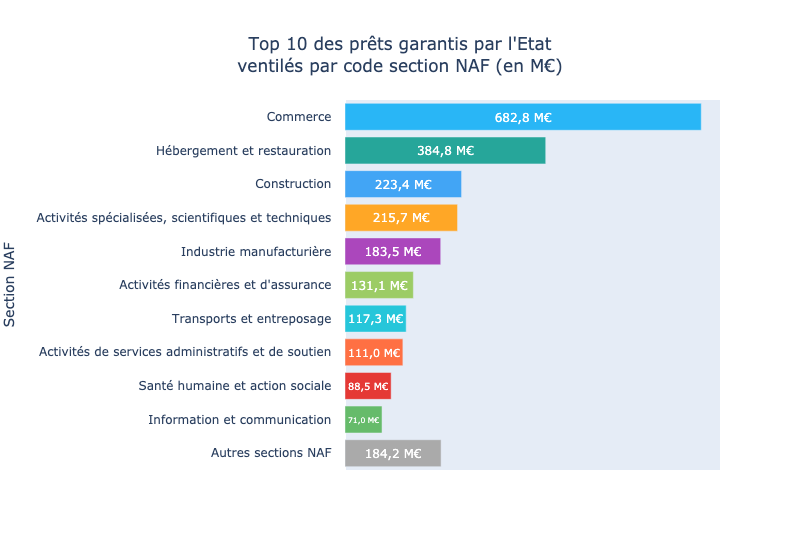 Top 10 des prêts garantis par l'Etat
ventilés par code section NAF (en M€)
Section NAF
Commerce 682,8 M€
Hébergement et restauration 384,8 M€
Construction 223,4 M€
Activités spécialisées, scientifiques et techniques 215,7 M€
Industrie manufacturière 183,5 M€
Activités financières et d'assurance 131,1 M€
Transports et entreposage 117,3 M€
Activités de services administratifs et de soutien 111,0 M€
Santé humaine et action sociale 88,5 M€
Information et communication 71,0 M€
Autres sections NAF 184,2 M€